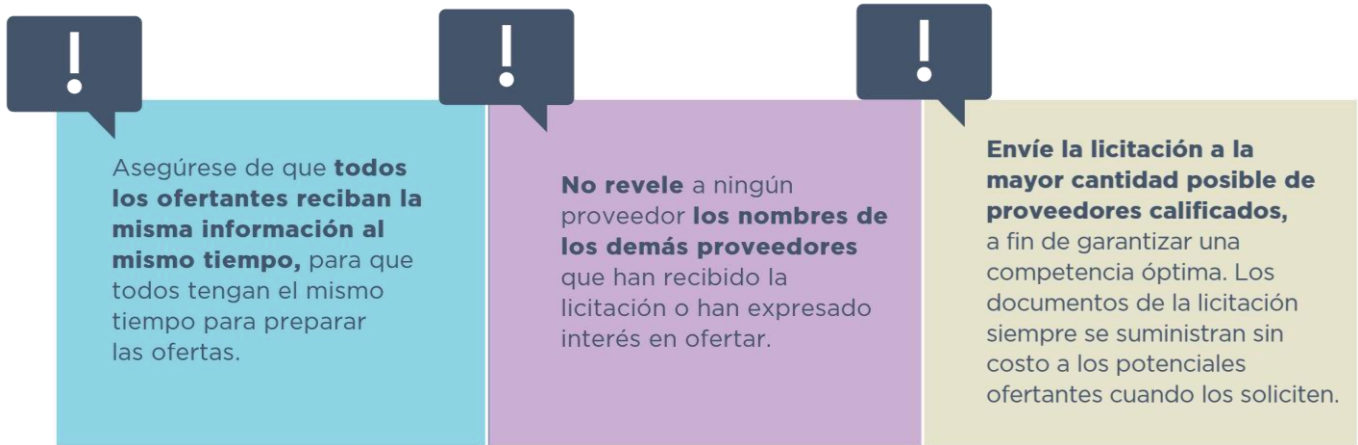 !
Asegúrese de que todos
los ofertantes reciban la
misma información al
mismo tiempo, para que
todos tengan el mismo
tiempo para preparar
las ofertas.
!
No revele a ningún
proveedor los nombres de
los demás proveedores
que han recibido la
licitación o han expresado
interés en ofertar.
!
Envíe la licitación a la
mayor cantidad posible de
proveedores calificados,
a fin de garantizar una
competencia óptima. Los
documentos de la licitación
siempre se suministran sin
costo a los potenciales
ofertantes cuando los soliciten.